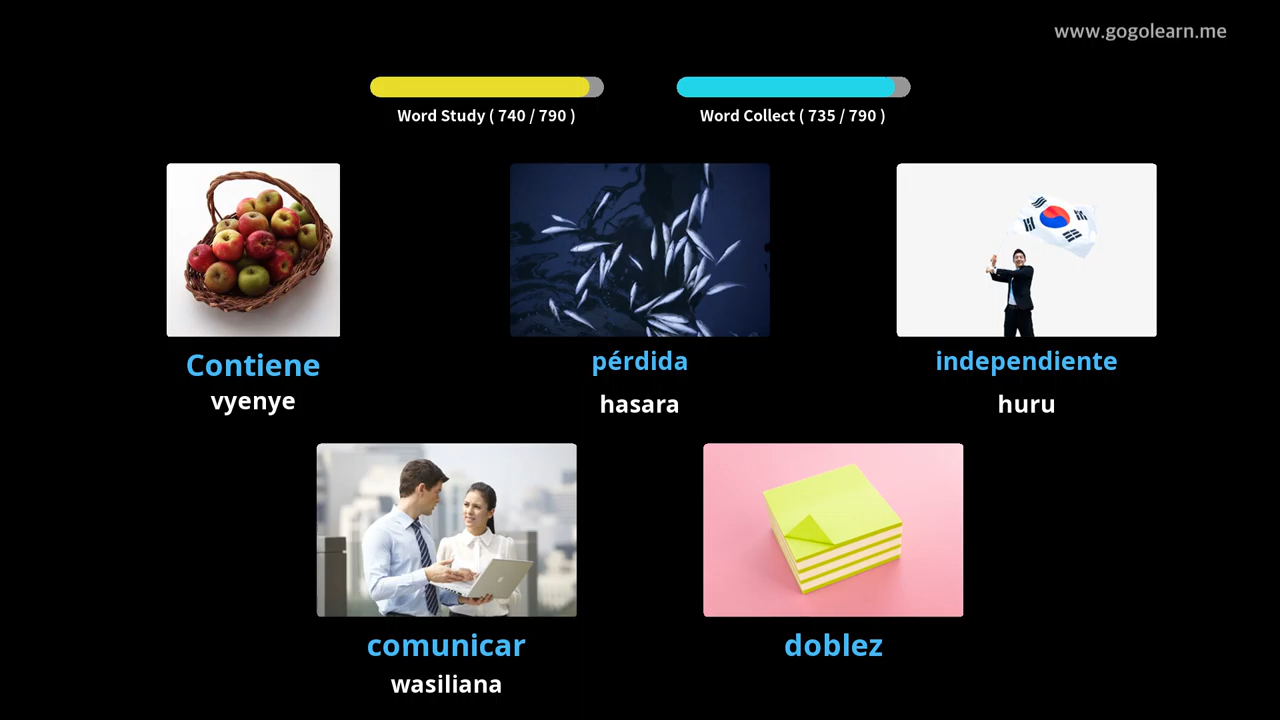 www.gogolearn.me
Word Study ( 740 / 790 )
Word Collect ( 735 / 790 )
Contiene
vyenye
pérdida
hasara
independiente
huru
comunicar
wasiliana
doblez